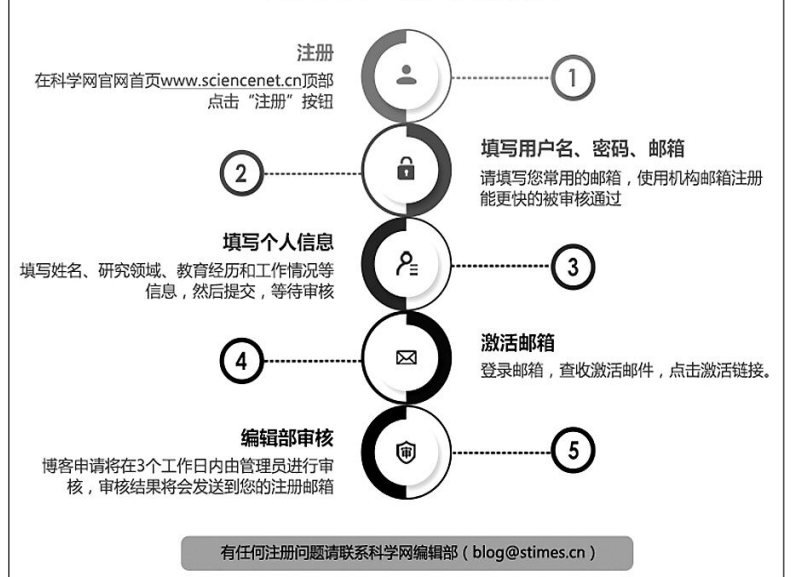 注册
在科学网官网首页www.sciencenet.cn顶部
点击“注册”按钮
1
2
填写用户名、密码、邮箱
请填写您常用的邮箱，使用机构邮箱注册
能更快的被审核通过
填写个人信息
填写姓名、研究领域、教育经历和工作情况等
信息，然后提交，等待审核
3
4
激活邮箱
登录邮箱，查收激活邮件，点击激活链接。
编辑部审核
博客申请将在3个工作日内由管理员进行审
核，审核结果将会发送到您的注册邮箱
审
5
有任何注册问题请联系科学网编辑部（blog@stimes.cn）